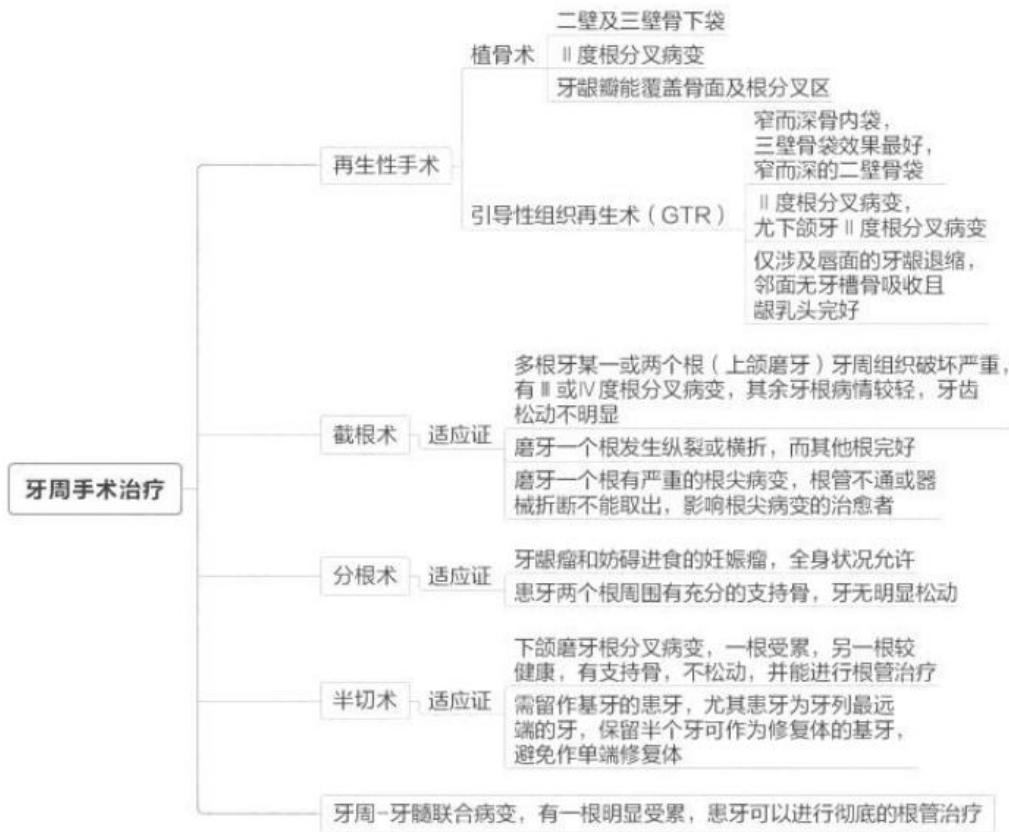 牙周手术治疗
再生性手术
植骨术
二壁及三壁骨下袋
Ⅱ度根分叉病变
牙龈瓣能覆盖骨面及根分叉区
引导性组织再生术（GTR）
窄而深骨内袋，
三壁骨袋效果最好，
窄而深的二壁骨袋
Ⅱ度根分叉病变，
尤下颌牙Ⅱ度根分叉病变
仅涉及唇面的牙龈退缩，
邻面无牙槽骨吸收且
龈乳头完好
截根术
适应证
多根牙某一或两个根（上颌磨牙）牙周组织破坏严重，
有Ⅲ或Ⅳ度根分叉病变，其余牙根病情较轻，牙齿
松动不明显
磨牙一个根发生纵裂或横折，而其他根完好
磨牙一个根有严重的根尖病变，根管不通或器
械折断不能取出，影响根尖病变的治愈者
分根术
适应证
牙龈瘤和妨碍进食的妊娠瘤，全身状况允许
患牙两个根周围有充分的支持骨，牙无明显松动
半切术
适应证
下颌磨牙根分叉病变，一根受累，另一根较
健康，有支持骨，不松动，并能进行根管治疗
需留作基牙的患牙，尤其患牙为牙列最远
端的牙，保留半个牙可作为修复体的基牙，
避免作单端修复体
牙周-牙髓联合病变，有一根明显受累，患牙可以进行彻底的根管治疗